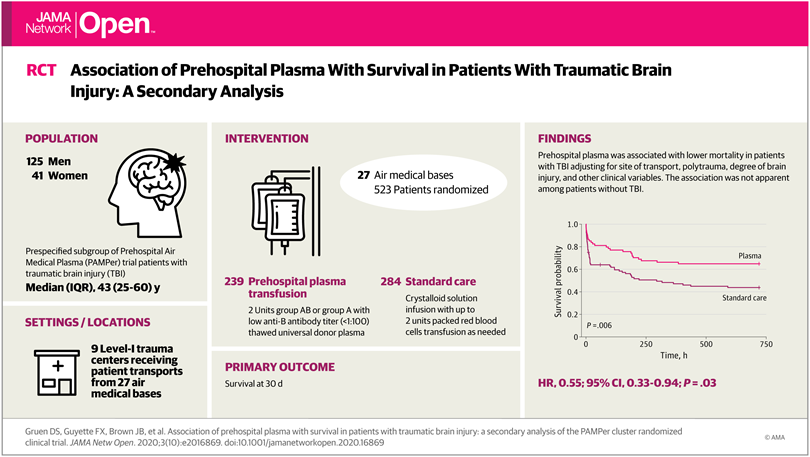 JAMA
Network
Open™
RCT Association of Prehospital Plasma With Survival in Patients With Traumatic Brain
Injury: A Secondary Analysis
POPULATION
125 Men
41 Women
Prespecified subgroup of Prehospital Air
Medical Plasma (PAMPer) trial patients with
traumatic brain injury (TBI)
Median (IQR), 43 (25-60) y
SETTINGS / LOCATIONS
9 Level-I trauma
centers receiving
patient transports
from 27 air
medical bases
INTERVENTION
27 Air medical bases
523 Patients randomized
239 Prehospital plasma
transfusion
2 Units group AB or group A with
low anti-B antibody titer (<1:100)
thawed universal donor plasma
284 Standard care
Crystalloid solution
infusion with up to
2 units packed red blood
cells transfusion as needed
PRIMARY OUTCOME
Survival at 30 d
FINDINGS
Prehospital plasma was associated with lower mortality in patients
with TBI adjusting for site of transport, polytrauma, degree of brain
injury, and other clinical variables. The association was not apparent
among patients without TBI.
Survival probability
1.0
0.8
0.6
0.4
0.2
0
Plasma
Standard care
P = .006
0 250 500 750
Time, h
HR, 0.55; 95% CI, 0.33-0.94; P = .03
Gruen DS, Guyette FX, Brown JB, et al. Association of prehospital plasma with survival in patients with traumatic brain injury: a secondary analysis of the PAMPer cluster randomized
clinical trial. JAMA Netw Open. 2020;3(10):e2016869. doi:10.1001/jamanetworkopen.2020.16869
© AMA